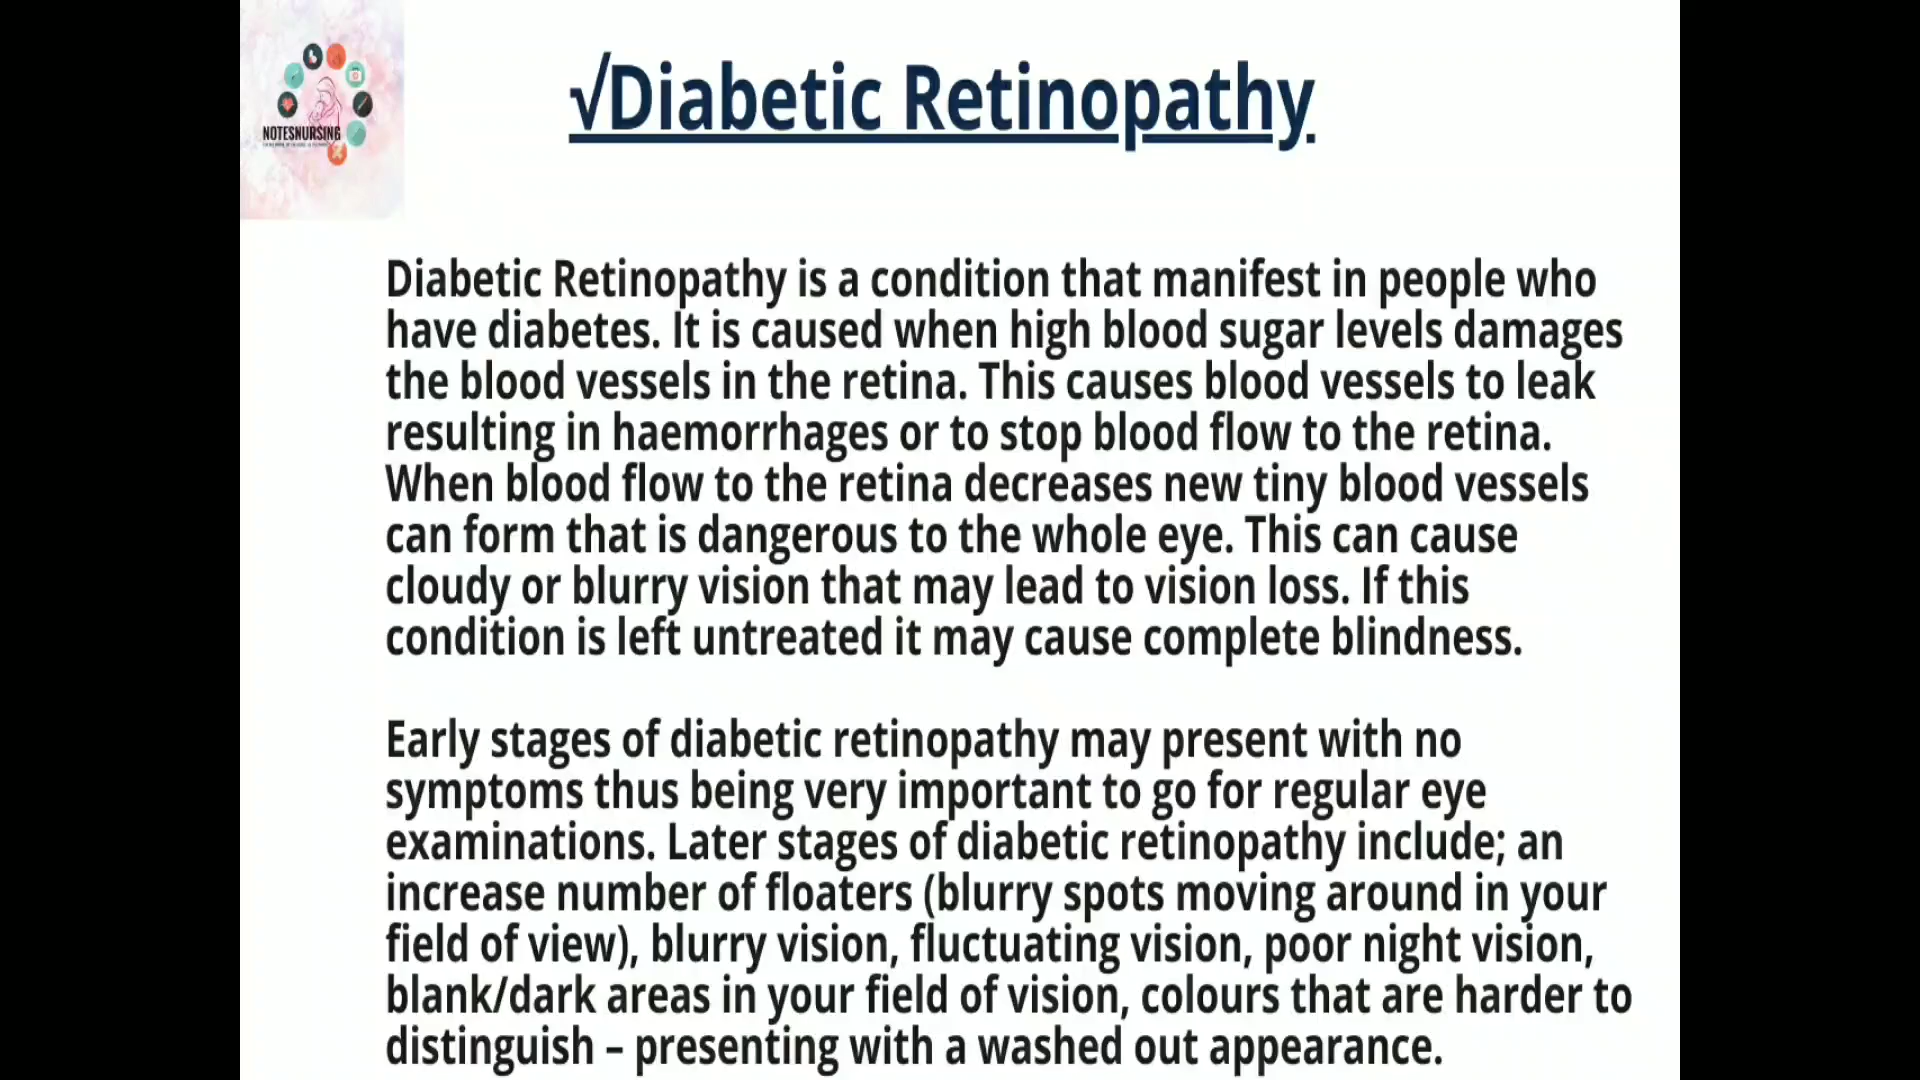 NOTESNURSING
√Diabetic Retinopathy.
Diabetic Retinopathy is a condition that manifest in people who
have diabetes. It is caused when high blood sugar levels damages
the blood vessels in the retina. This causes blood vessels to leak
resulting in haemorrhages or to stop blood flow to the retina.
When blood flow to the retina decreases new tiny blood vessels
can form that is dangerous to the whole eye. This can cause
cloudy or blurry vision that may lead to vision loss. If this
condition is left untreated it may cause complete blindness.
Early stages of diabetic retinopathy may present with no
symptoms thus being very important to go for regular eye
examinations. Later stages of diabetic retinopathy include; an
increase number of floaters (blurry spots moving around in your
field of view), blurry vision, fluctuating vision, poor night vision,
blank/dark areas in your field of vision, colours that are harder to
distinguish – presenting with a washed out appearance.